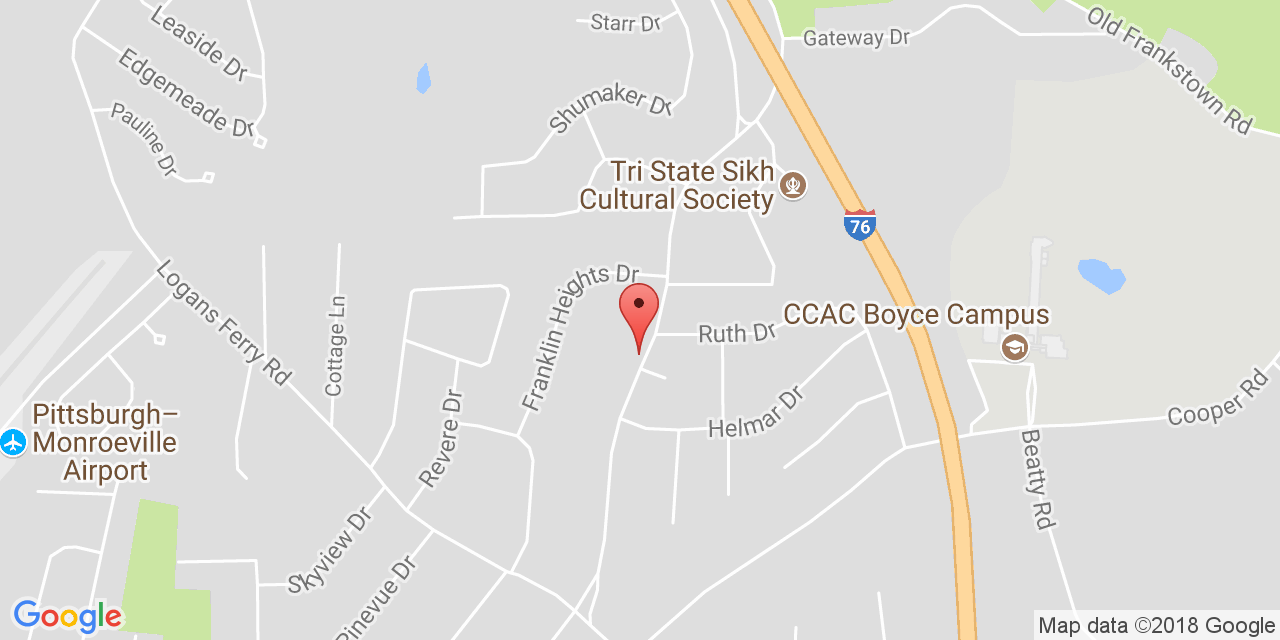 Leaside Dr
Starr Dr
Gateway Dr
Old Frankstown Rd
Edgemeade Dr
Pauline Dr
Shumaker Dr
Tri State Sikh
Cultural Society
76
Logans Ferry Rd
Franklin Heights Dr
Cottage Ln
CCAC Boyce Campus
Ruth Dr
Helmar Dr
Cooper Rd
Revere Dr
Pittsburgh–
Monroeville
Airport
Beatty Rd
Skyview Dr
Pinevue Dr
Google
Map data ©2018 Google